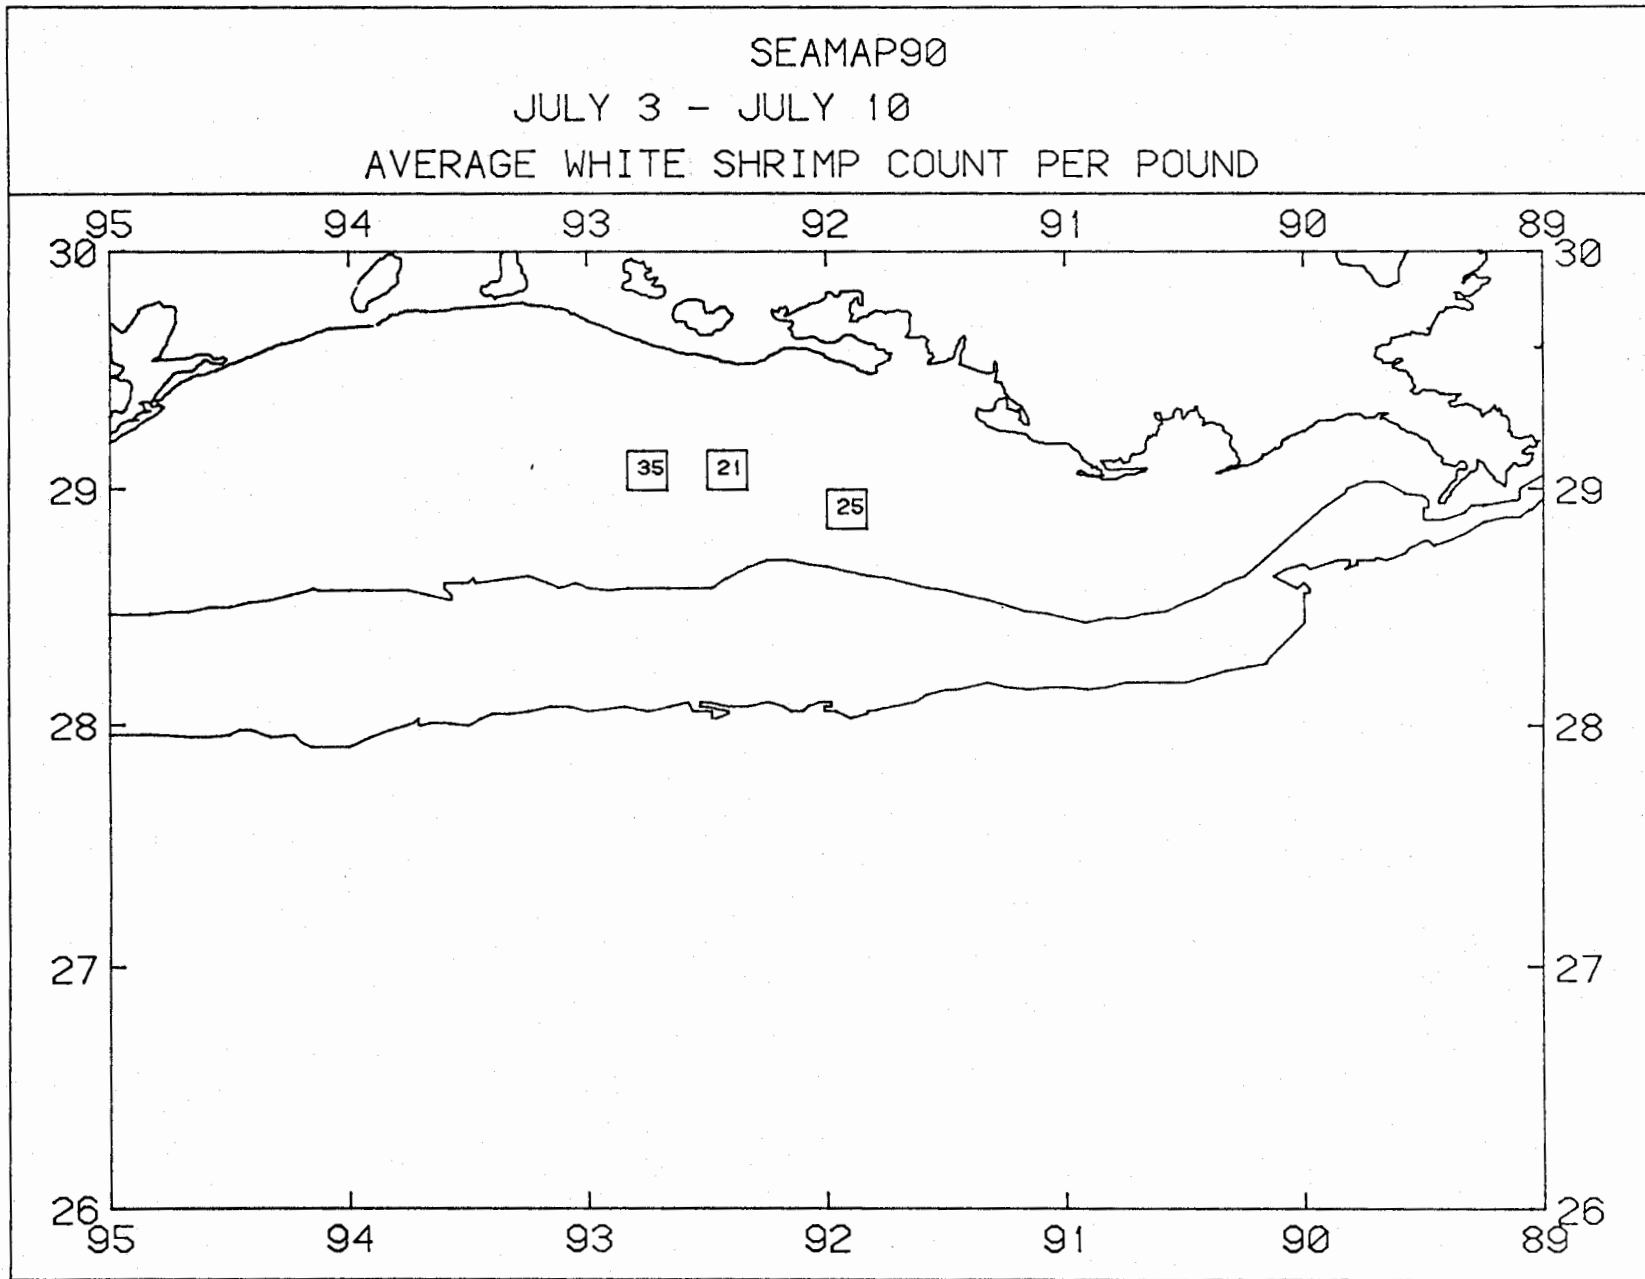 SEAMAP90
JULY 3 - JULY 10
AVERAGE WHITE SHRIMP COUNT PER POUND
95 94 93 92 91 90 89
30 30
35 21
29 29
25
28 28
27 27
26 26
95 94 93 92 91 90 89